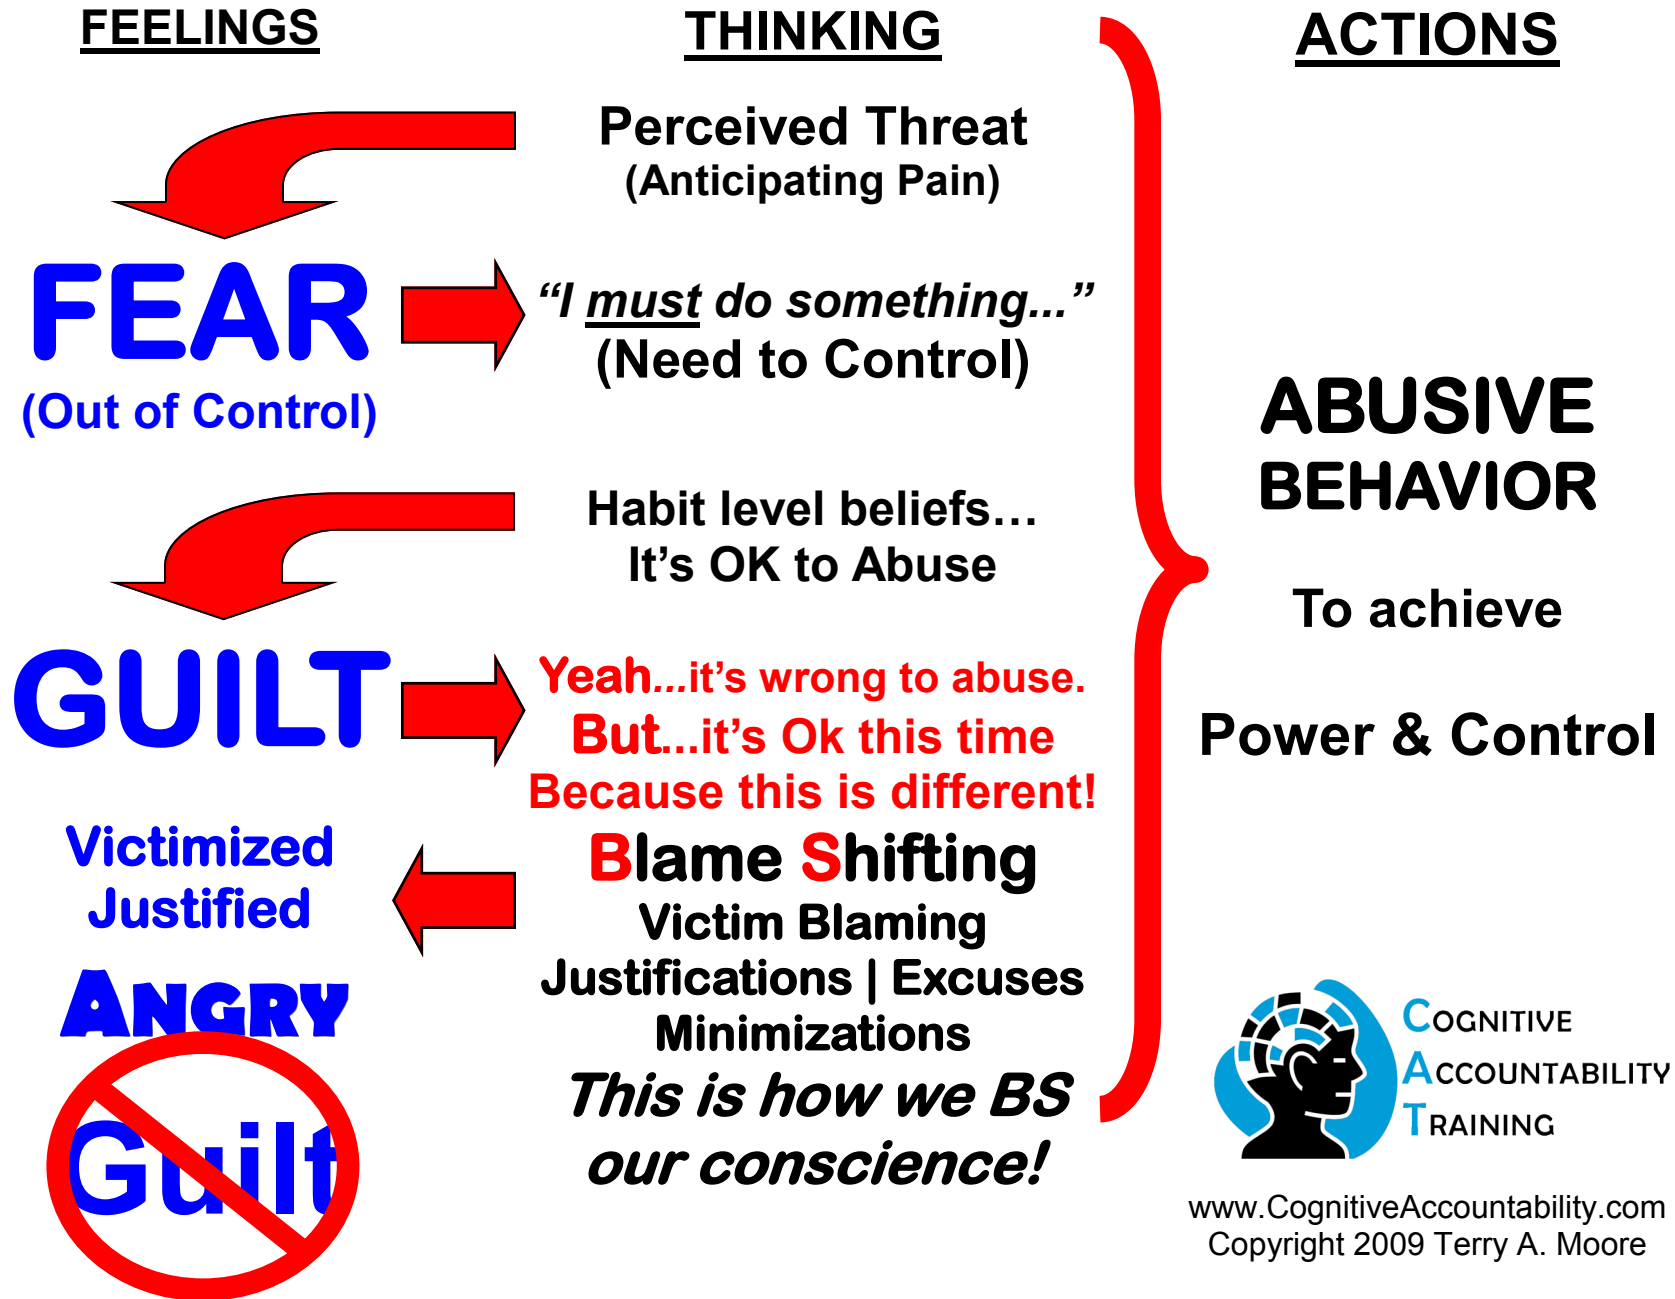 FEELINGS
THINKING
ACTIONS
Perceived Threat
(Anticipating Pain)
FEAR
(Out of Control)
“I must do something...”
(Need to Control)
Habit level beliefs…
It’s OK to Abuse
GUILT
Yeah...it’s wrong to abuse.
But...it’s Ok this time
Because this is different!
Victimized
Justified
ANGRY
Guilt
Blame Shifting
Victim Blaming
Justifications | Excuses
Minimizations
This is how we BS
our conscience!
ABUSIVE
BEHAVIOR
To achieve
Power & Control
COGNITIVE
ACCOUNTABILITY
TRAINING
www.CognitiveAccountability.com
Copyright 2009 Terry A. Moore